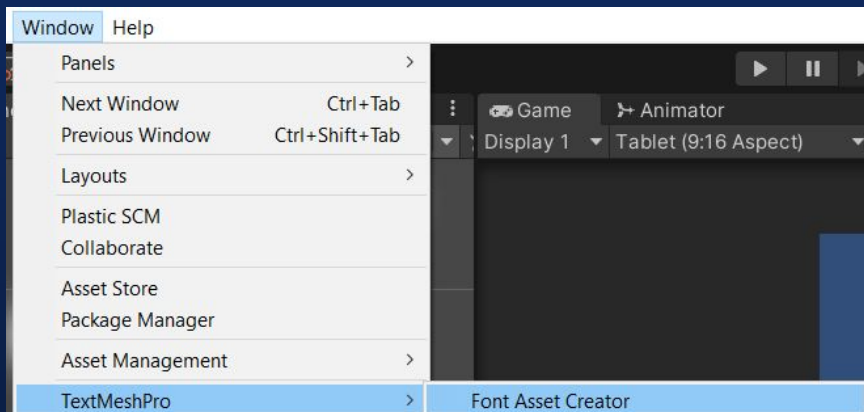 Window Help
Panels >
Next Window Ctrl+Tab
Previous Window Ctrl+Shift+Tab
Game Animator
Display 1 Tablet (9:16 Aspect)
Layouts >
Plastic SCM
Collaborate
Asset Store
Package Manager
Asset Management >
TextMeshPro > Font Asset Creator